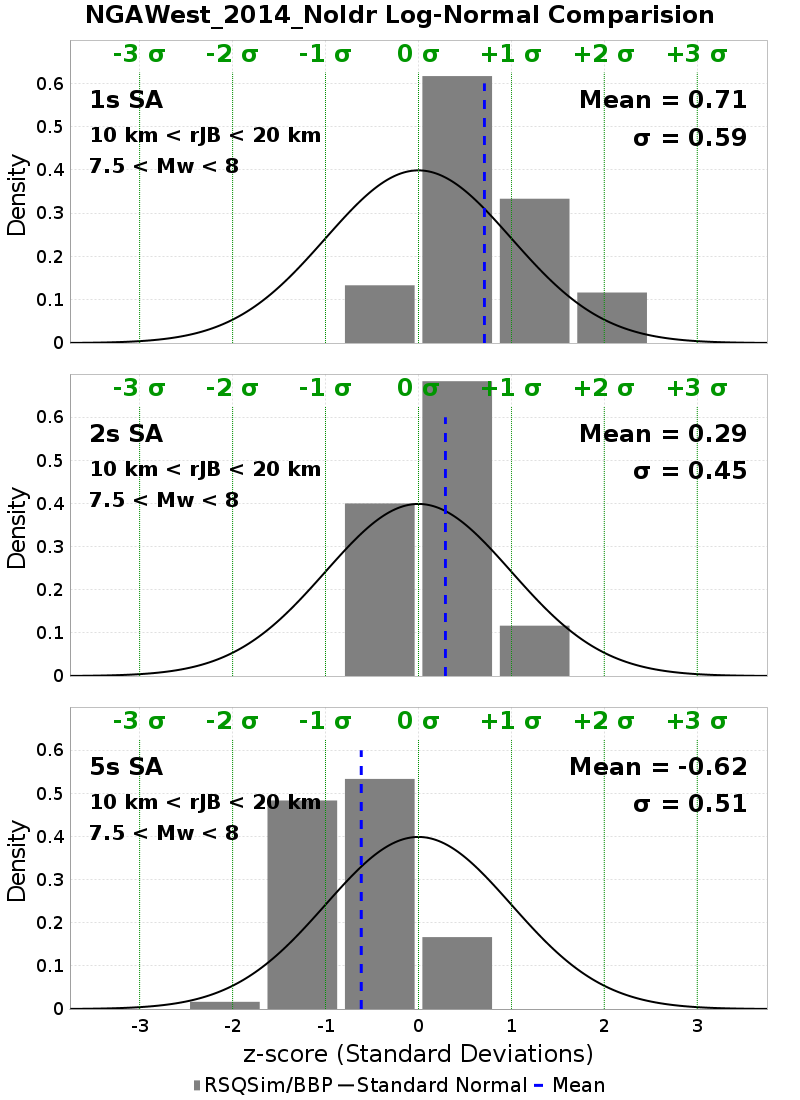 NGAWest_2014_NoIdr Log-Normal Comparision
-3 σ -2 σ -1 σ 0 σ +1 σ +2 σ +3 σ
1s SA
Mean = 0.71
10 km < rJB < 20 km
σ = 0.59
7.5 < Mw < 8
Density
0.6
0.5
0.4
0.3
0.2
0.1
0
-3 σ -2 σ -1 σ 0 σ +1 σ +2 σ +3 σ
2s SA
Mean = 0.29
10 km < rJB < 20 km
σ = 0.45
7.5 < Mw < 8
Density
0.6
0.5
0.4
0.3
0.2
0.1
0
-3 σ -2 σ -1 σ 0 σ +1 σ +2 σ +3 σ
5s SA
Mean = -0.62
10 km < rJB < 20 km
σ = 0.51
7.5 < Mw < 8
Density
0.6
0.5
0.4
0.3
0.2
0.1
0
-3 -2 -1 0 1 2 3
z-score (Standard Deviations)
RSQSim/BBP Standard Normal Mean